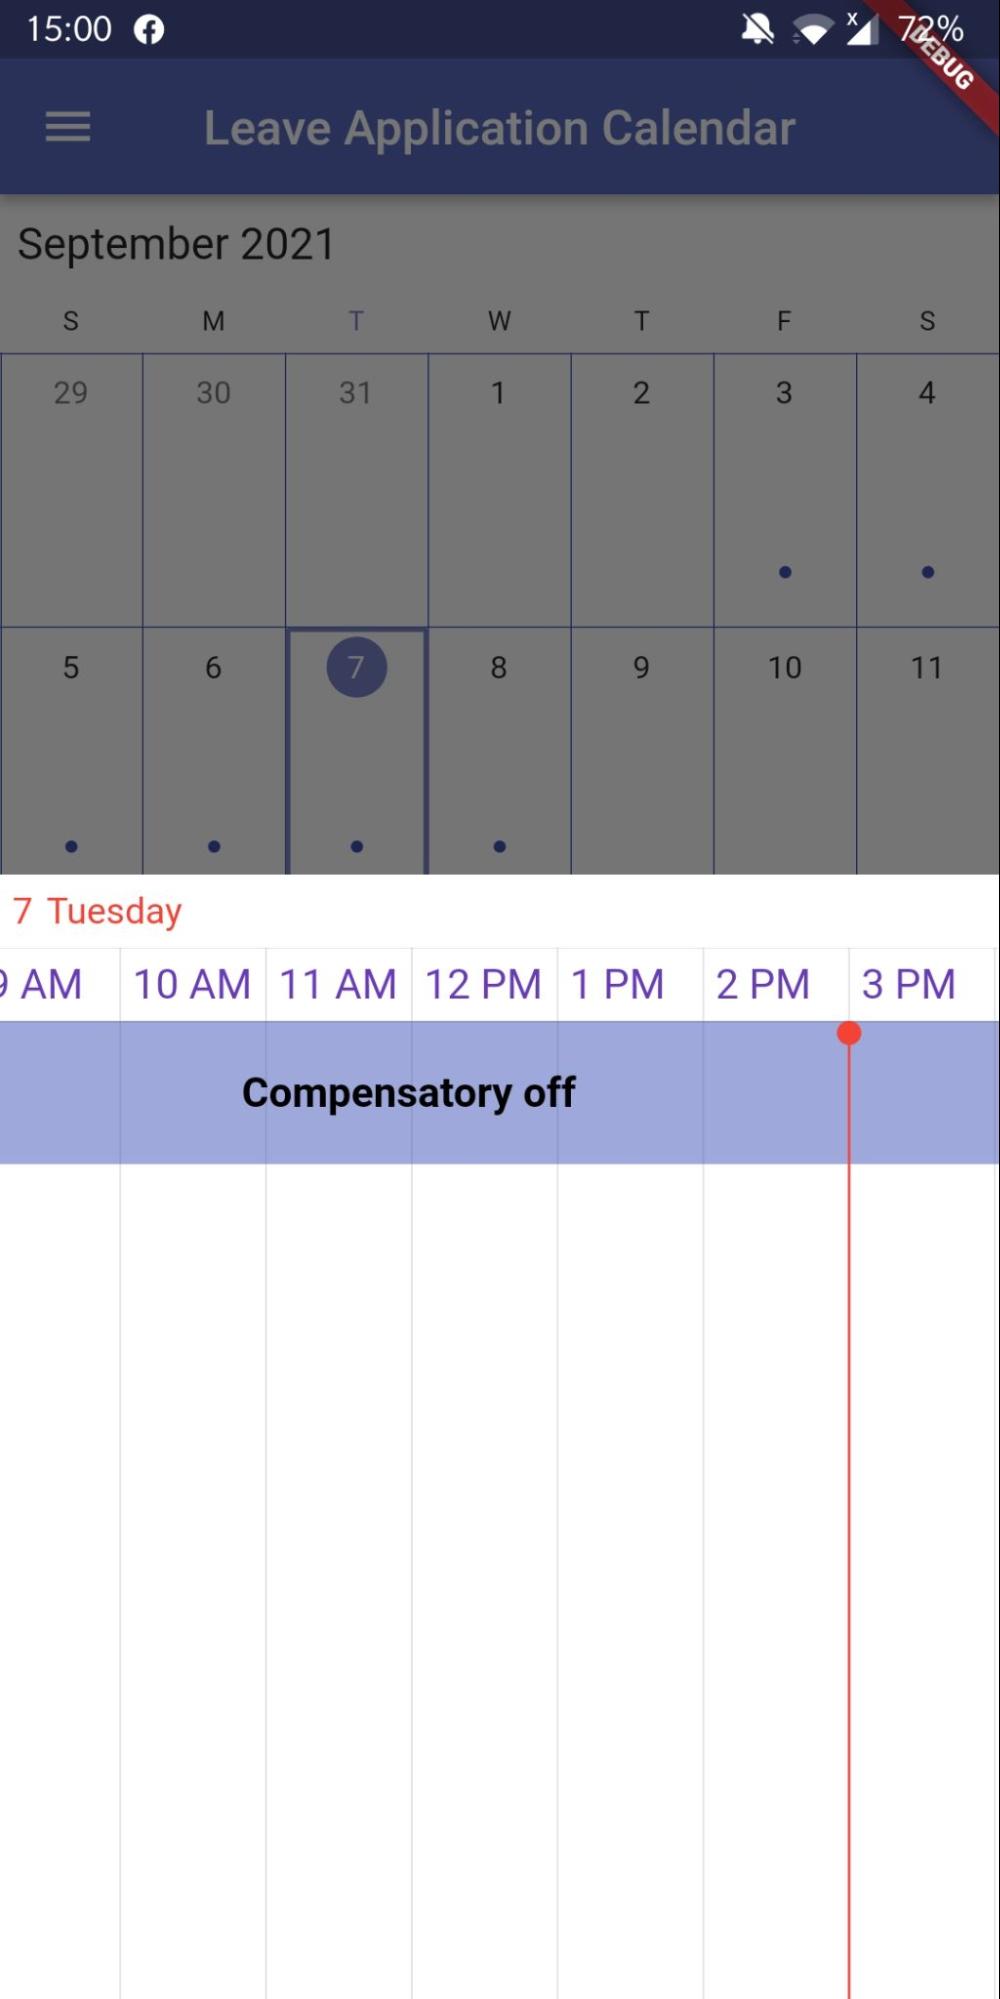 15:00 72%
DEBUG
Leave Application Calendar
September 2021
S M T W T F S
29 30 31 1 2 3 4
5 6 7 8 9 10 11
7 Tuesday
9 AM 10 AM 11 AM 12 PM 1 PM 2 PM 3 PM
Compensatory off